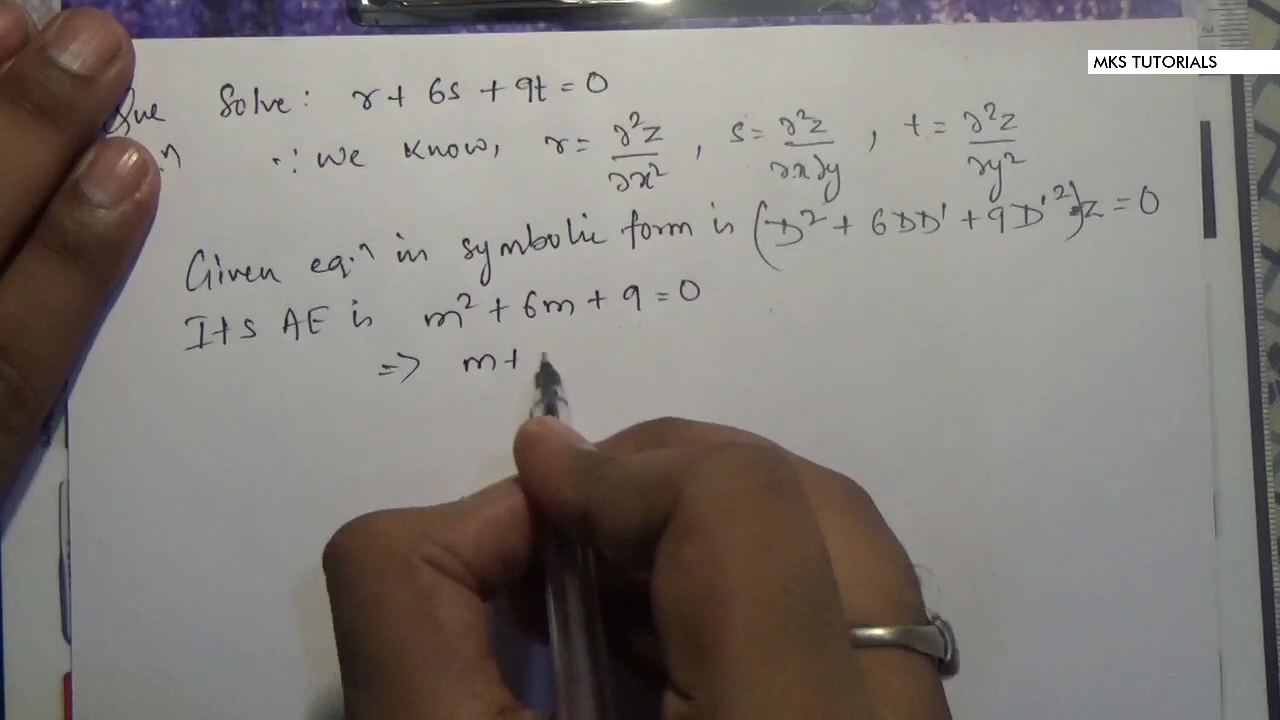 MKS TUTORIALS
Que Solve: r + 6s + 9t = 0
n ∵ we know, r = ∂²z/∂x², s = ∂²z/∂x∂y, t = ∂²z/∂y²
Given eq.n in symbolic form is (D² + 6DD' + 9D'²)z = 0
Its AE is m² + 6m + 9 = 0
=> m +